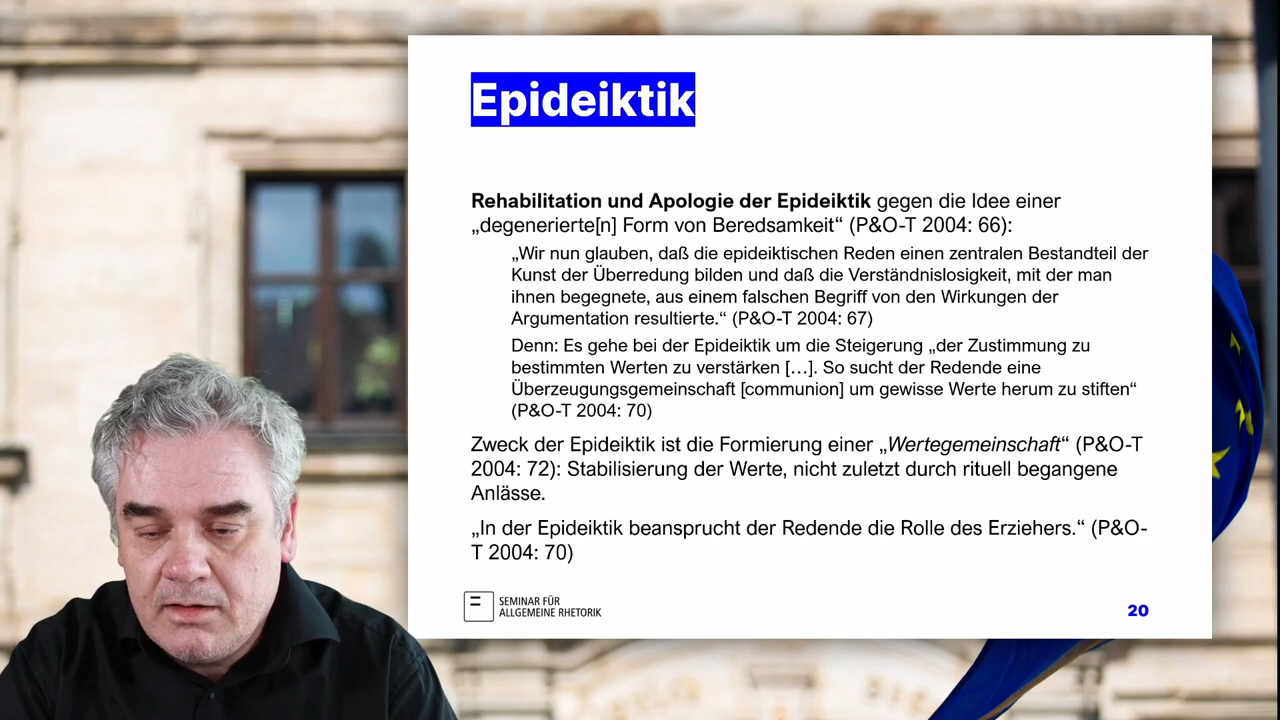 Epideiktik
Rehabilitation und Apologie der Epideiktik gegen die Idee einer
„degenerierte[n] Form von Beredsamkeit“ (P&O-T 2004: 66):
„Wir nun glauben, daß die epideiktischen Reden einen zentralen Bestandteil der
Kunst der Überredung bilden und daß die Verständnislosigkeit, mit der man
ihnen begegnete, aus einem falschen Begriff von den Wirkungen der
Argumentation resultierte.“ (P&O-T 2004: 67)
Denn: Es gehe bei der Epideiktik um die Steigerung „der Zustimmung zu
bestimmten Werten zu verstärken […]. So sucht der Redende eine
Überzeugungsgemeinschaft [communion] um gewisse Werte herum zu stiften“
(P&O-T 2004: 70)
Zweck der Epideiktik ist die Formierung einer „Wertegemeinschaft“ (P&O-T
2004: 72): Stabilisierung der Werte, nicht zuletzt durch rituell begangene
Anlässe.
„In der Epideiktik beansprucht der Redende die Rolle des Erziehers.“ (P&O-
T 2004: 70)
SEMINAR FÜR
ALLGEMEINE RHETORIK
20